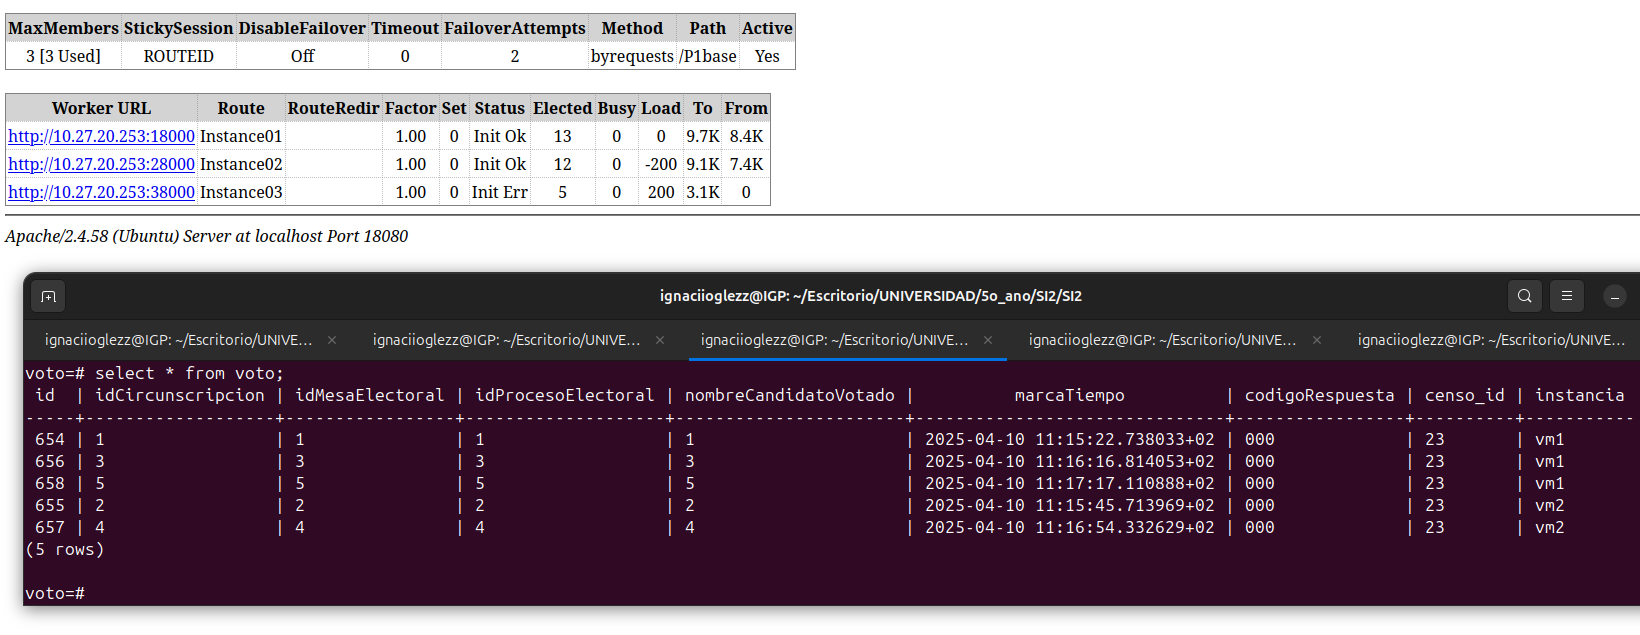 MaxMembers StickySession DisableFailover Timeout FailoverAttempts Method Path Active
3 [3 Used] ROUTEID Off 0 2 byrequests /P1base Yes
Worker URL Route RouteRedir Factor Set Status Elected Busy Load To From
http://10.27.20.253:18000 Instance01 1.00 0 Init Ok 13 0 0 9.7K 8.4K
http://10.27.20.253:28000 Instance02 1.00 0 Init Ok 12 0 -200 9.1K 7.4K
http://10.27.20.253:38000 Instance03 1.00 0 Init Err 5 0 200 3.1K 0
Apache/2.4.58 (Ubuntu) Server at localhost Port 18080
ignaciioglezz@IGP: ~/Escritorio/UNIVERSIDAD/5o_ano/SI2/SI2
ignaciioglezz@IGP: ~/Escritorio/UNIVE... × ignaciioglezz@IGP: ~/Escritorio/UNIVE... × ignaciioglezz@IGP: ~/Escritorio/UNIVE... × ignaciioglezz@IGP: ~/Escritorio/UNIVE... × ignaciioglezz@IGP: ~/Escritorio/UNIVE...
voto=# select * from voto;
id | idCircunscripcion | idMesaElectoral | idProcesoElectoral | nombreCandidatoVotado | marcaTiempo | codigoRespuesta | censo_id | instancia
-----+-------------------+-----------------+--------------------+-----------------------+-------------------------------+-----------------+----------+-----------
654 | 1 | 1 | 1 | 1 | 2025-04-10 11:15:22.738033+02 | 000 | 23 | vm1
656 | 3 | 3 | 3 | 3 | 2025-04-10 11:16:16.814053+02 | 000 | 23 | vm1
658 | 5 | 5 | 5 | 5 | 2025-04-10 11:17:17.110888+02 | 000 | 23 | vm1
655 | 2 | 2 | 2 | 2 | 2025-04-10 11:15:45.713969+02 | 000 | 23 | vm2
657 | 4 | 4 | 4 | 4 | 2025-04-10 11:16:54.332629+02 | 000 | 23 | vm2
(5 rows)
voto=#